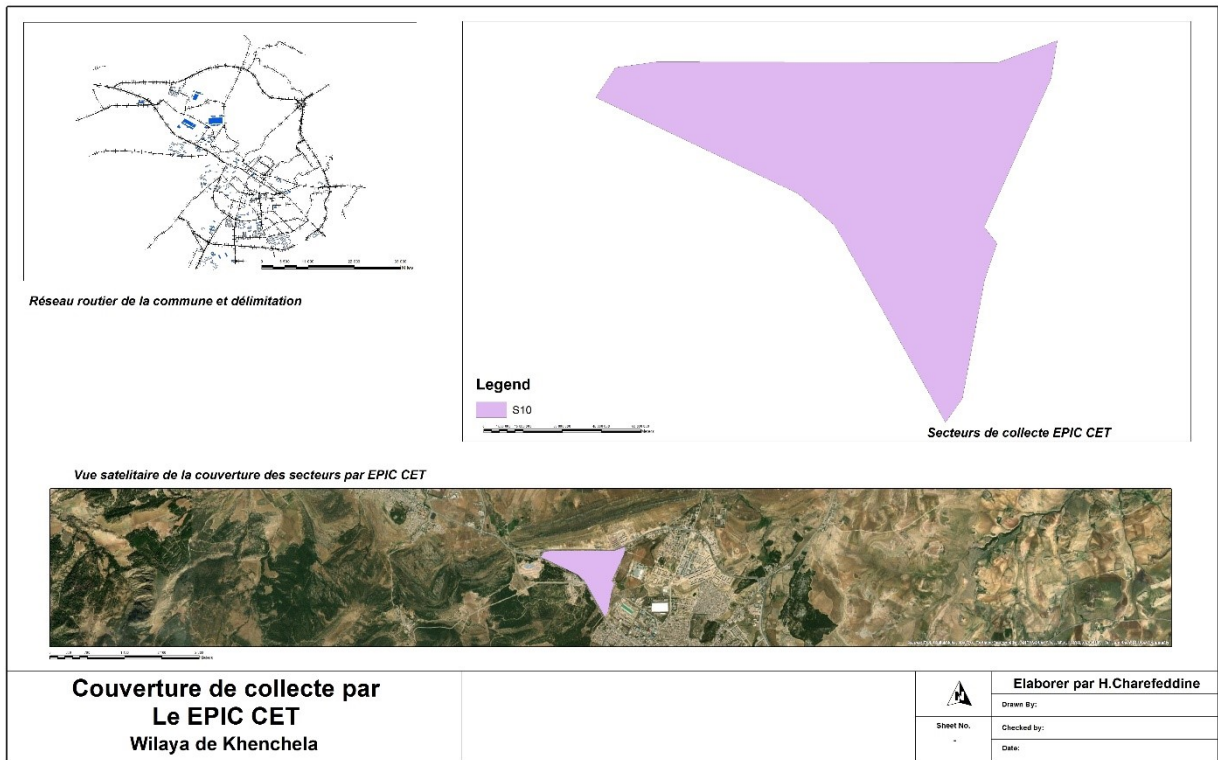 Réseau routier de la commune et délimitation
Legend
S10
Secteurs de collecte EPIC CET
Vue satelitaire de la couverture des secteurs par EPIC CET
Couverture de collecte par
Le EPIC CET
Wilaya de Khenchela
Sheet No.
-
Elaborer par H.Charefeddine
Drawn By:
Checked by:
Date: